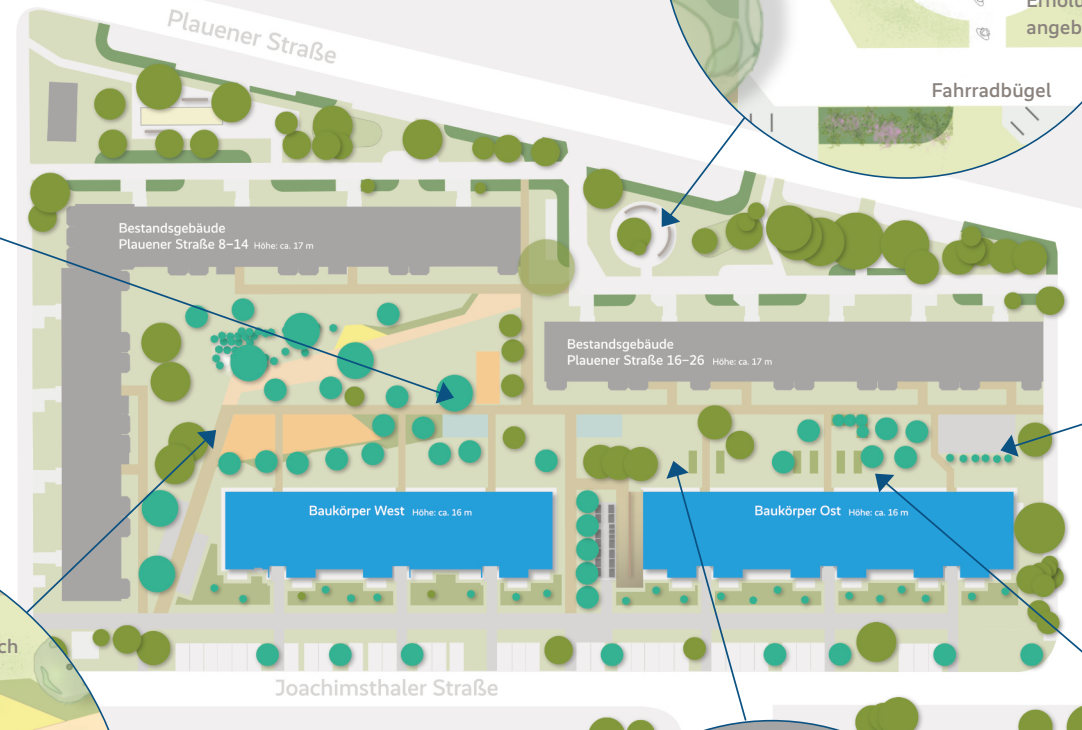 Plauener Straße
angeb
Fahrradbügel
Bestandsgebäude
Plauener Straße 8–14 Höhe: ca. 17 m
Bestandsgebäude
Plauener Straße 16–26 Höhe: ca. 17 m
Baukörper West Höhe: ca. 16 m
Baukörper Ost Höhe: ca. 16 m
ch
Joachimsthaler Straße